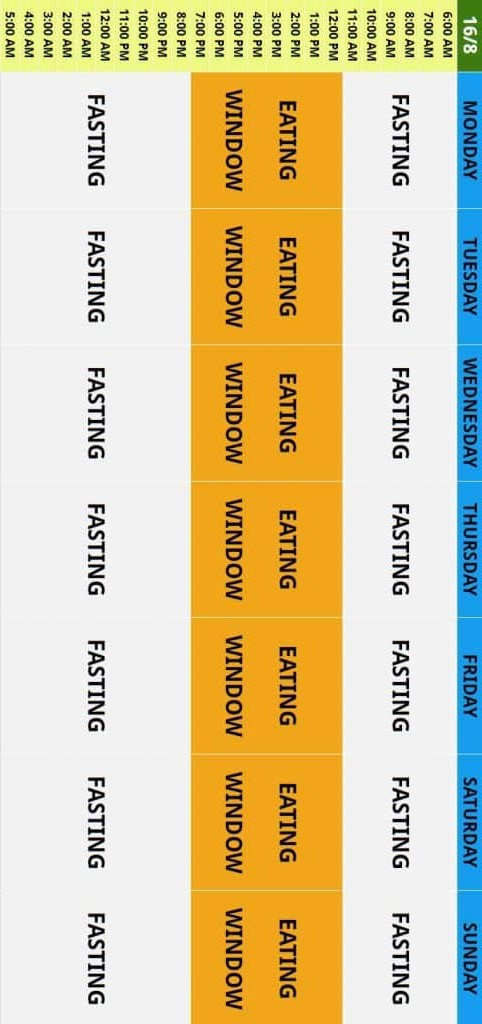 16/8 MONDAY TUESDAY WEDNESDAY THURSDAY FRIDAY SATURDAY SUNDAY
6:00 AM
7:00 AM
8:00 AM
FASTING FASTING FASTING FASTING FASTING FASTING FASTING
9:00 AM
10:00 AM
11:00 AM
12:00 PM
1:00 PM
2:00 PM
EATING EATING EATING EATING EATING EATING EATING
3:00 PM
4:00 PM
5:00 PM
WINDOW WINDOW WINDOW WINDOW WINDOW WINDOW WINDOW
6:00 PM
7:00 PM
8:00 PM
9:00 PM
10:00 PM
11:00 PM
12:00 AM
FASTING FASTING FASTING FASTING FASTING FASTING FASTING
1:00 AM
2:00 AM
3:00 AM
4:00 AM
5:00 AM